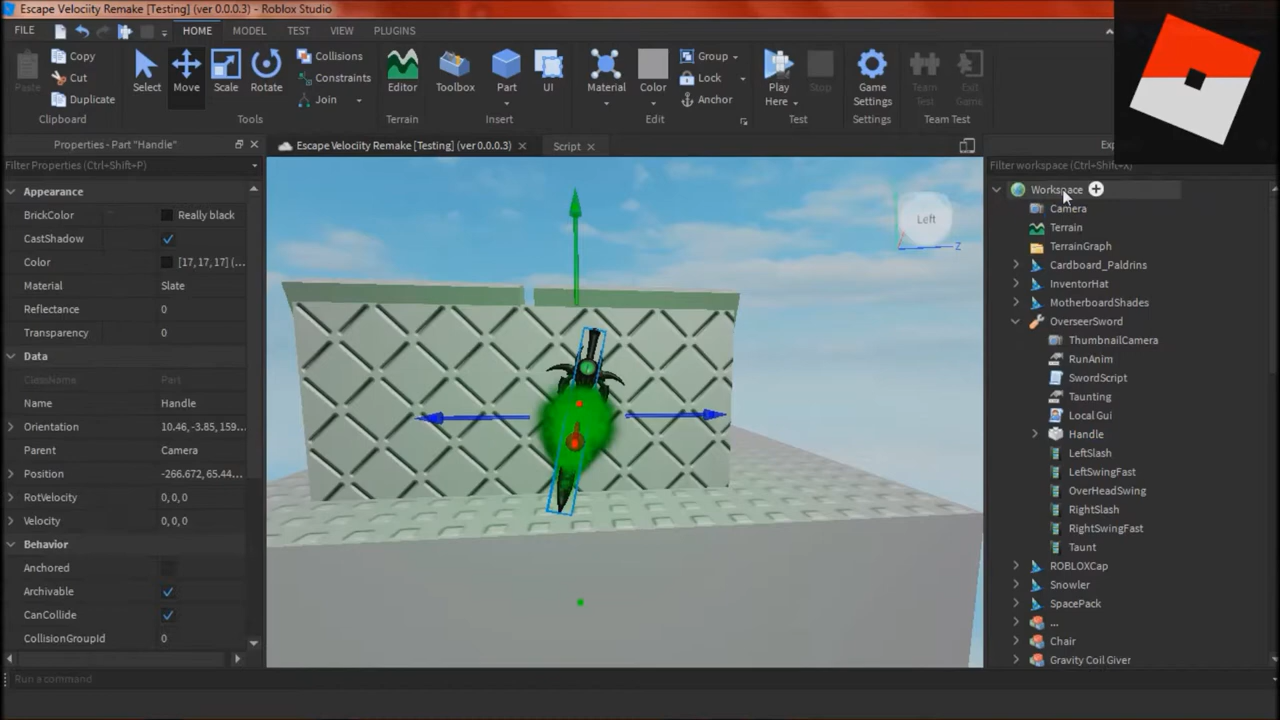 Escape Velociity Remake [Testing] (ver 0.0.0.3) - Roblox Studio
FILE HOME MODEL TEST VIEW PLUGINS
Paste Copy Cut Duplicate
Select Move Scale Rotate
Collisions Constraints Join
Editor
Toolbox Part UI
Material Color
Group Lock Anchor
Play Here Stop
Game Settings
Team Test Exit Game
Clipboard Tools Terrain Insert Edit Test Settings Team Test
Properties - Part "Handle"
Escape Velociity Remake [Testing] (ver 0.0.0.3)
Script
Filter Properties (Ctrl+Shift+P)
Appearance
BrickColor Really black
CastShadow
Color [17, 17, 17] (...
Material Slate
Reflectance 0
Transparency 0
Data
ClassName Part
Name Handle
Orientation 10.46, -3.85, 159...
Parent Camera
Position -266.672, 65.44...
RotVelocity 0, 0, 0
Velocity 0, 0, 0
Behavior
Anchored
Archivable
CanCollide
CollisionGroupId 0
Left
Z
Exp
Filter workspace (Ctrl+Shift+X)
Workspace
Camera
Terrain
TerrainGraph
Cardboard_Paldrins
InventorHat
MotherboardShades
OverseerSword
ThumbnailCamera
RunAnim
SwordScript
Taunting
Local Gui
Handle
LeftSlash
LeftSwingFast
OverHeadSwing
RightSlash
RightSwingFast
Taunt
ROBLOXCap
Snowler
SpacePack
...
Chair
Gravity Coil Giver
Run a command